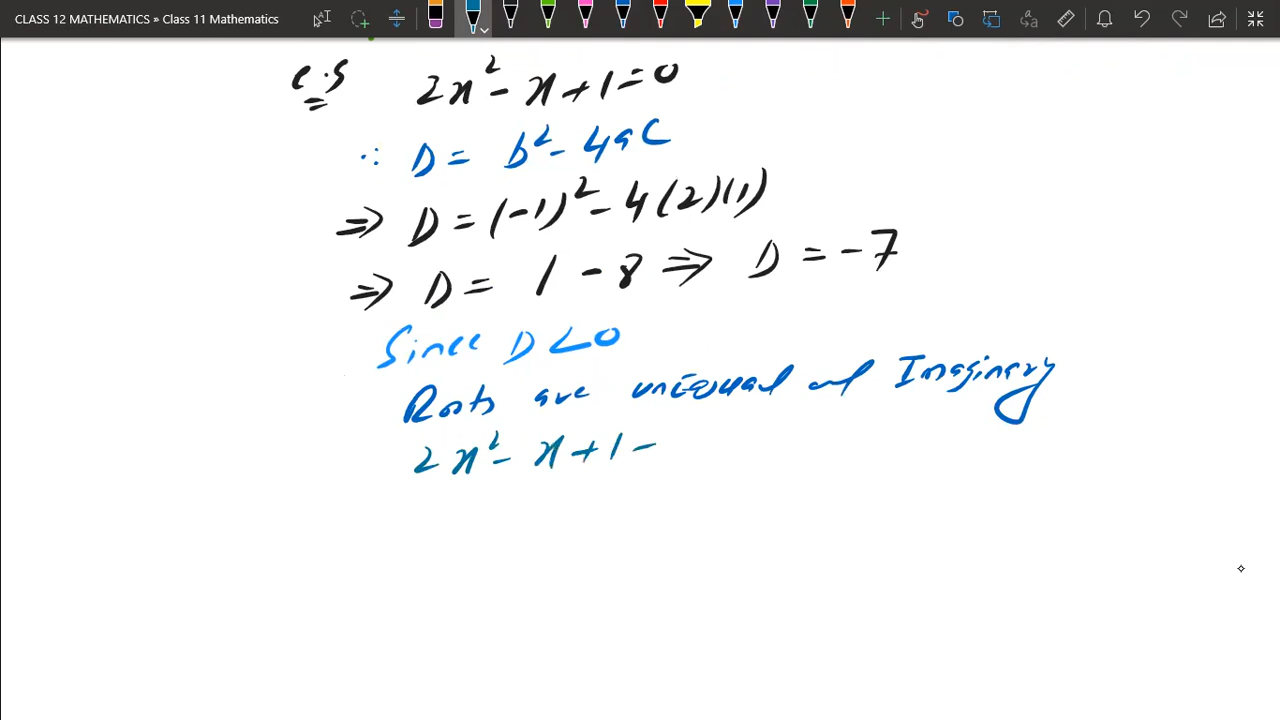 CLASS 12 MATHEMATICS » Class 11 Mathematics
e.g 2x² - x + 1 = 0
∴ D = b² - 4ac
⇒ D = (-1)² - 4(2)(1)
⇒ D = 1 - 8 ⇒ D = -7
Since D < 0
Roots are unequal and Imaginary
2x² - x + 1 -